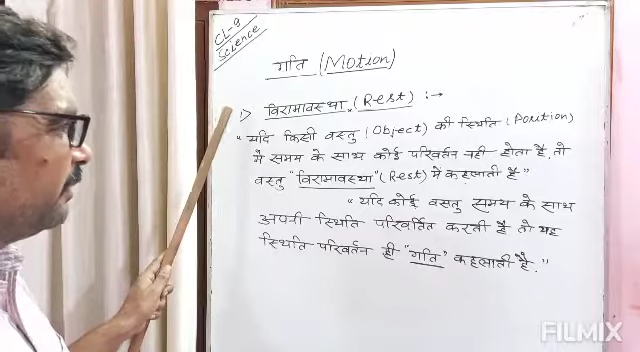 CL-9
Science
गति (Motion)
1> विरामावस्था (Rest) :→
" यदि किसी वस्तु (Object) की स्थिति (Position)
में समय के साथ कोई परिवर्तन नही होता है, तो
वस्तु "विरामावस्था" (Rest) में कहलाती है"
"यदि कोई वस्तु समय के साथ
अपनी स्थिति परिवर्तित करती है तो यह
स्थिति परिवर्तन ही "गति" कहलाती है."
FILMIX